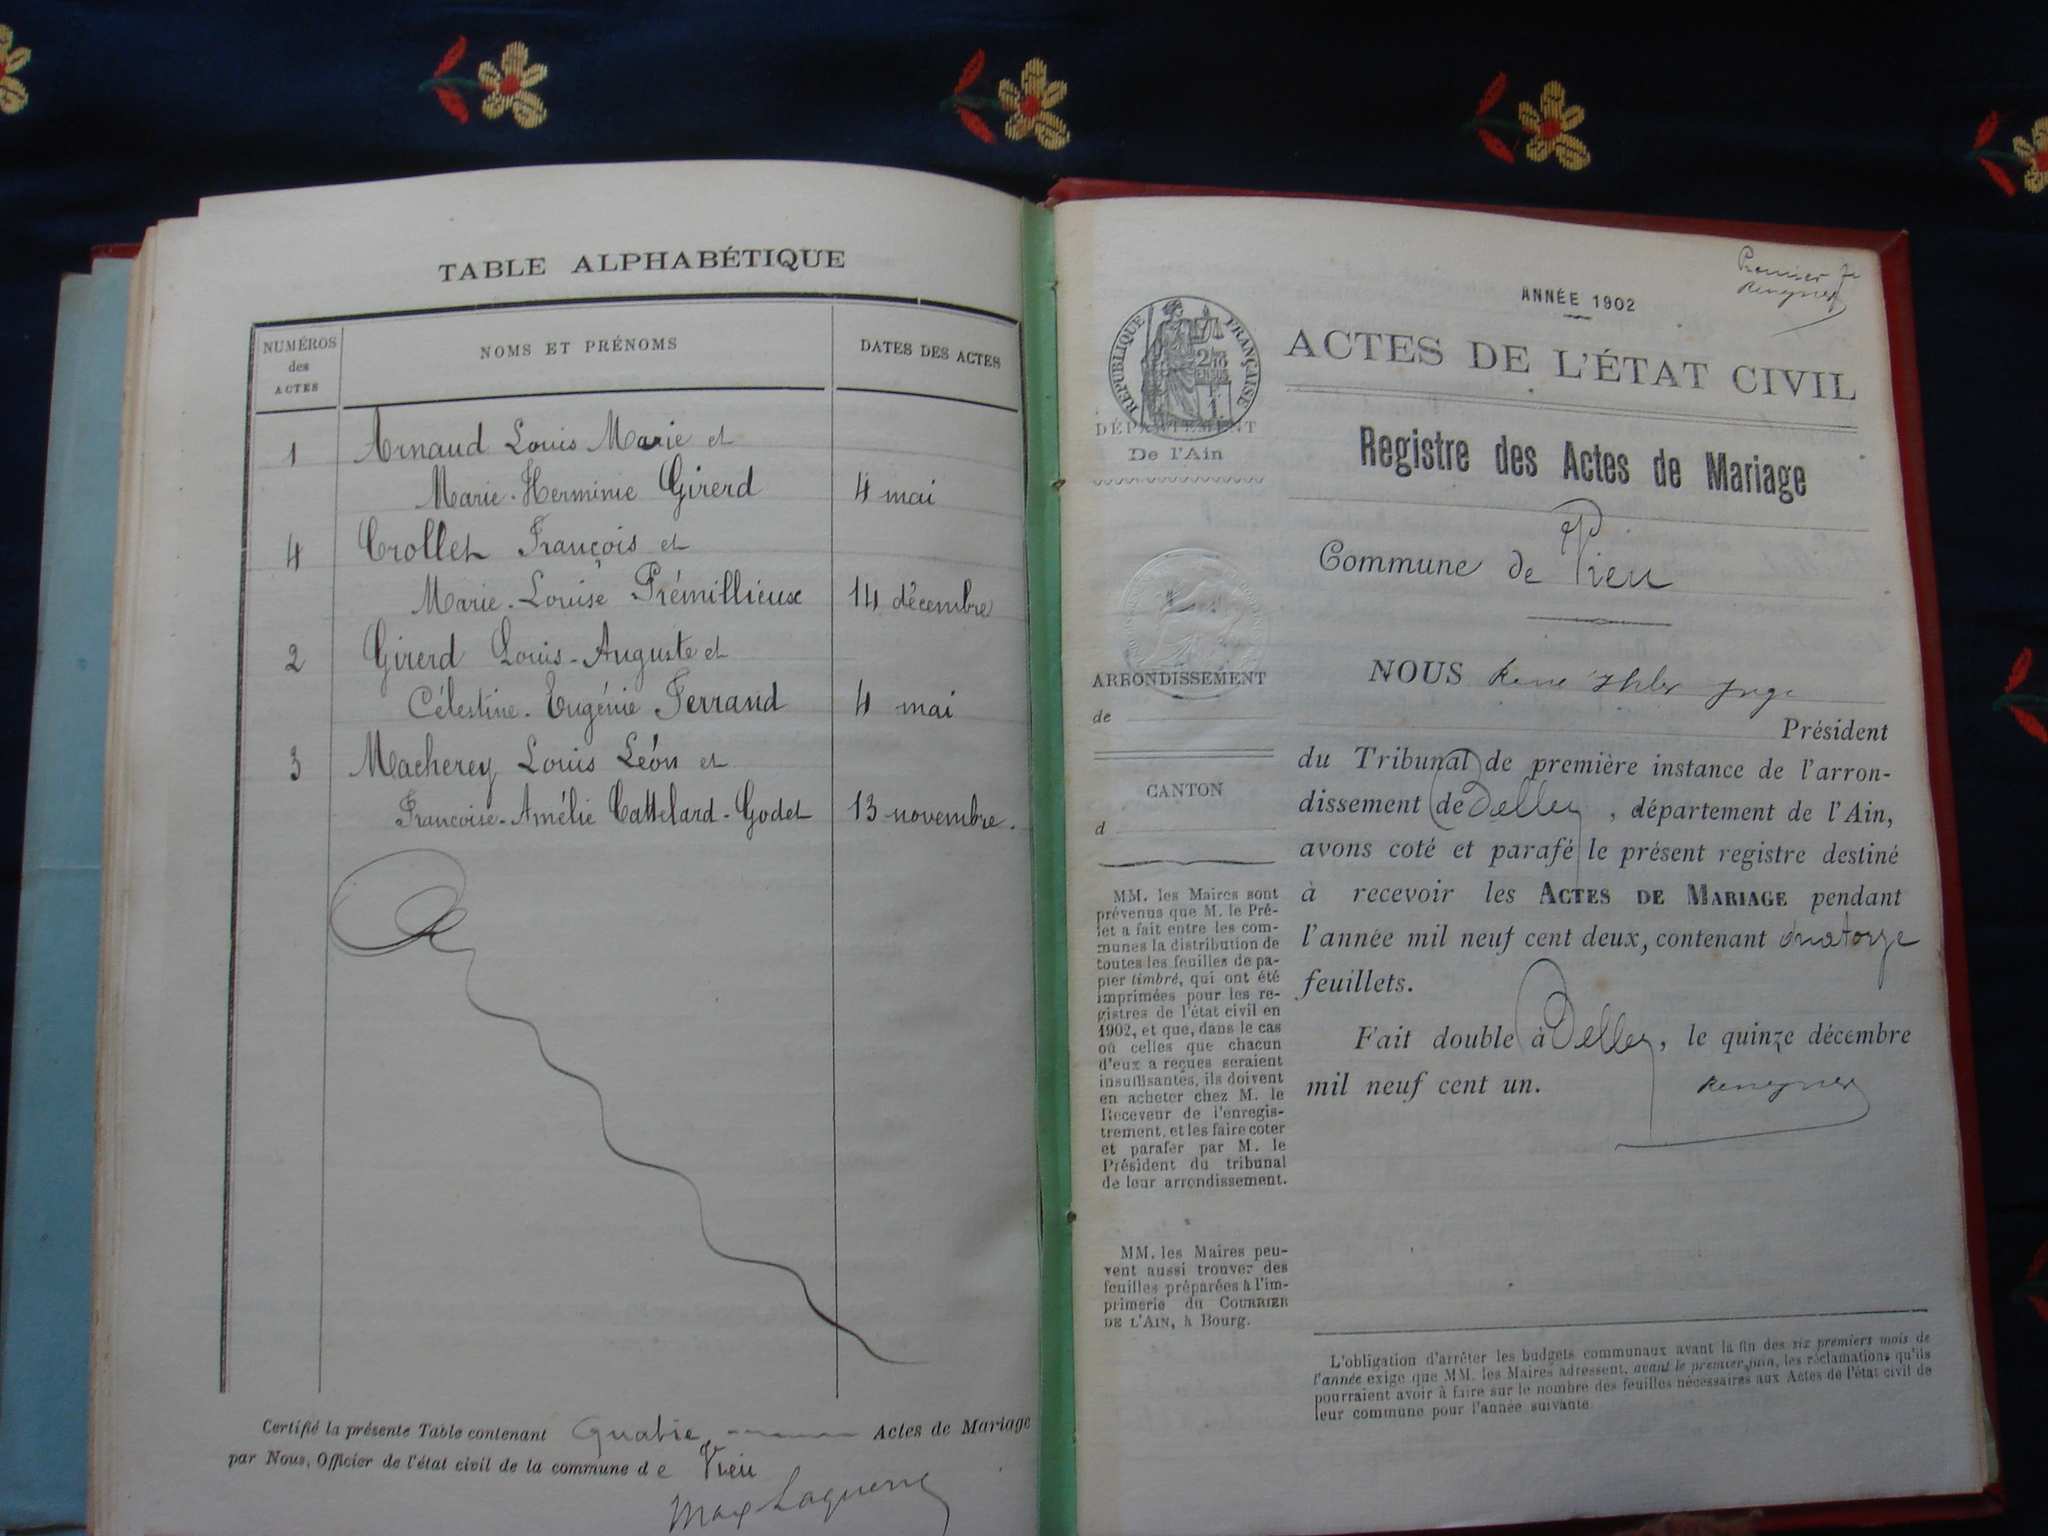 TABLE ALPHABÉTIQUE
NUMÉROS
des
ACTES
NOMS ET PRÉNOMS
DATES DES ACTES
1 Arnaud Louis Marie et
Marie-Herminie Girerd 4 mai
4 Crollet François et
Marie-Louise Prémillieux 14 décembre
2 Girerd Louis-Auguste et
Célestine-Eugénie Ferrand 4 mai
3 Macherey Louis Léon et
Francoise-Amélie Cattelard-Godet 13 novembre.
Certifié la présente Table contenant Quatre Actes de Mariage
par Nous, Officier de l'état civil de la commune de Vieu
Max Laguerre
Premier
ANNÉE 1902
RÉPUBLIQUE FRANÇAISE
ACTES DE L'ÉTAT CIVIL
DÉPARTEMENT
De l'Ain
Registre des Actes de Mariage
Commune de Vieu
ARRONDISSEMENT
de
CANTON
d
MM. les Maires sont
prévenus que M. le Pré-
fet a fait entre les com-
munes la distribution de
toutes les feuilles de pa-
pier timbré, qui ont été
imprimées pour les re-
gistres de l'état civil en
1902, et que, dans le cas
où celles que chacun
d'eux a reçues seraient
insuffisantes, ils doivent
en acheter chez M. le
Receveur de l'enregis-
trement, et les faire coter
et parafer par M. le
Président du tribunal
de leur arrondissement.
MM. les Maires peu-
vent aussi trouver des
feuilles préparées à l'im-
primerie du COURRIER
DE L'AIN, à Bourg.
NOUS René Juge
Président
du Tribunal de première instance de l'arron-
dissement de Belley, département de l'Ain,
avons coté et parafé le présent registre destiné
à recevoir les ACTES DE MARIAGE pendant
l'année mil neuf cent deux, contenant quatorze
feuillets.
Fait double à Belley, le quinze décembre
mil neuf cent un.
L'obligation d'arrêter les budgets communaux avant la fin des six premiers mois de
l'année exige que MM. les Maires adressent, avant le premier juin, les réclamations qu'ils
pourraient avoir à faire sur le nombre des feuilles nécessaires aux Actes de l'état civil de
leur commune pour l'année suivante.